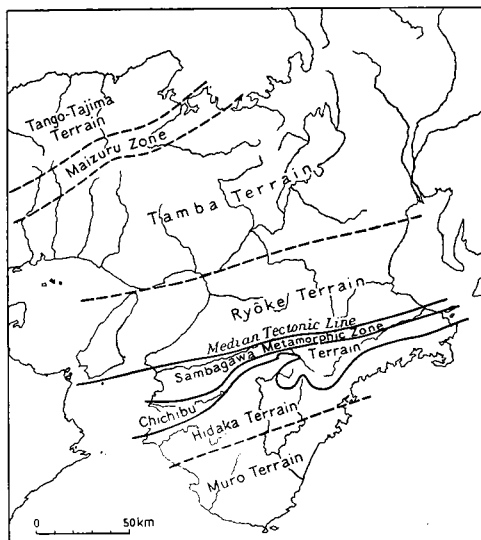 Tango-Tajima
Terrain
Maizuru Zone
Tamba Terrain
Ryōke Terrain
Median Tectonic Line
Sambagawa Metamorphic Zone
Chichibu Terrain
Hidaka Terrain
Muro Terrain
0 50km